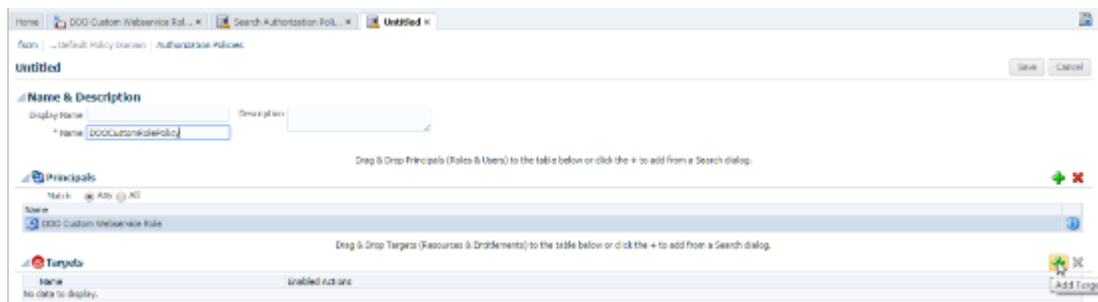 Home DOO Custom Webservice Rol... Search Authorization Poli... Untitled
fscm | ... Default Policy Domain | Authorization Policies
Untitled Save Cancel
Name & Description
Display Name Description
* Name DOOCustomRolePolicy
Drag & Drop Principals (Roles & Users) to the table below or click the + to add from a Search dialog.
Principals
Match Any All
Name
DOO Custom Webservice Role
Drag & Drop Targets (Resources & Entitlements) to the table below or click the + to add from a Search dialog.
Targets
Name Enabled Actions Add Targe
No data to display.